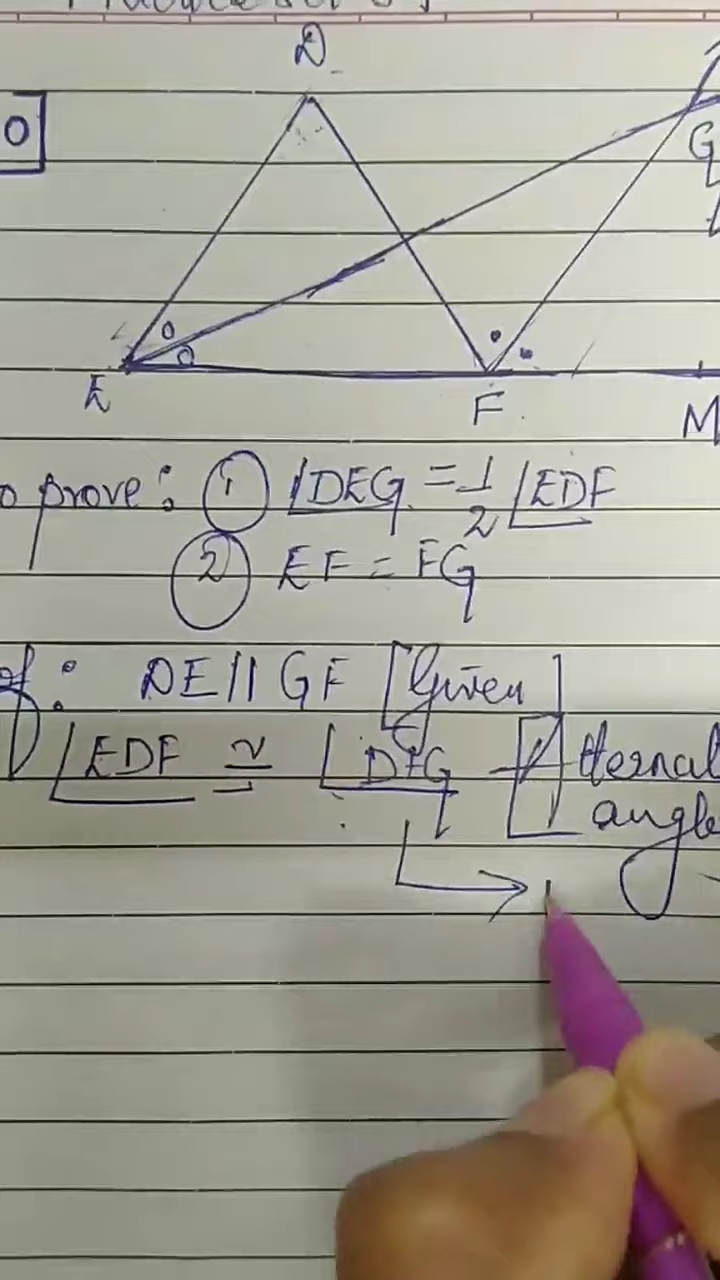 D
O
G
E
F
M
o prove: ① ∠DEG = 1/2 ∠EDF
② EF = FG
of: DE || GF [Given]
∠EDF ≅ ∠DFG - [Alternal
angle